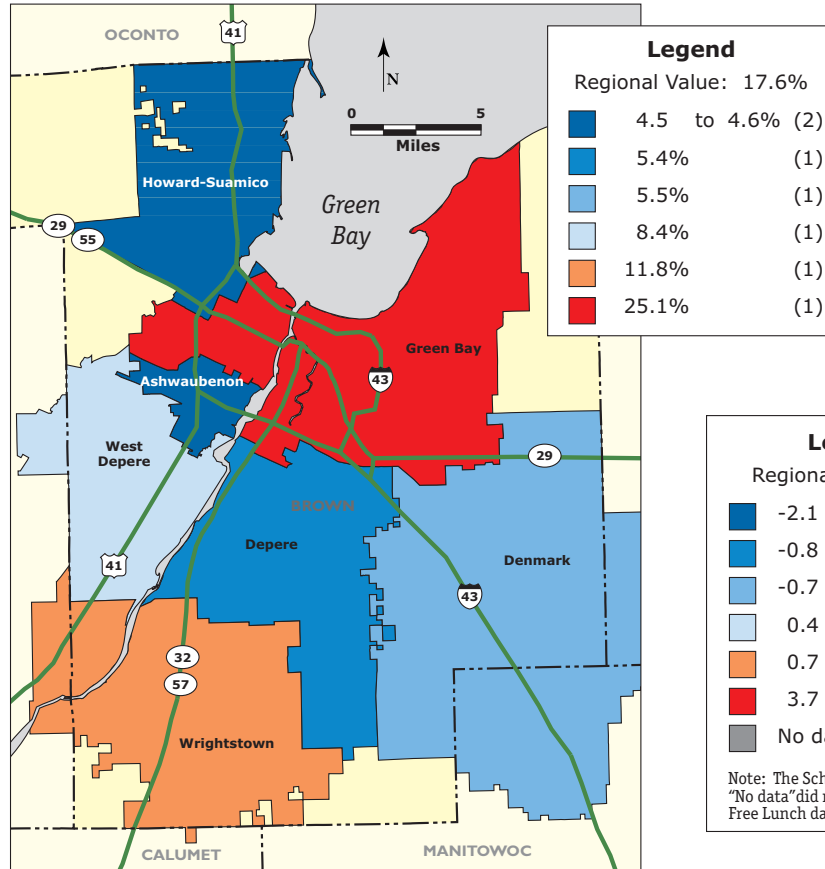 OCONTO
41
N
0 5
Miles
Howard-Suamico
Green
Bay
29
55
Green Bay
Ashwaubenon
43
West
Depere
29
BROWN
Depere
Denmark
41
43
32
57
Wrightstown
CALUMET
MANITOWOC
Legend
Regional Value: 17.6%
4.5 to 4.6% (2)
5.4% (1)
5.5% (1)
8.4% (1)
11.8% (1)
25.1% (1)
Regiona
-2.1
-0.8
-0.7
0.4
0.7
3.7
No da
Note: The Sch
"No data"did
Free Lunch da